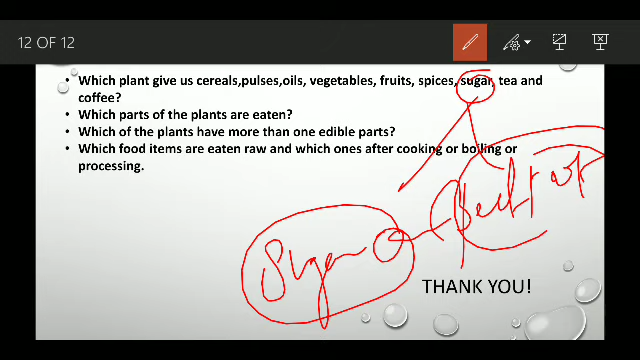 12 OF 12
• Which plant give us cereals,pulses,oils, vegetables, fruits, spices, sugar, tea and
coffee?
• Which parts of the plants are eaten?
• Which of the plants have more than one edible parts?
• Which food items are eaten raw and which ones after cooking or boiling or
processing.
Sugar
THANK YOU!